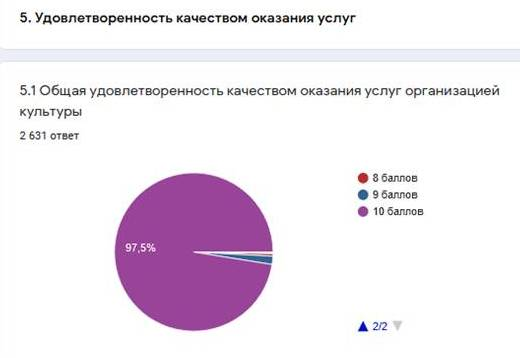 5. Удовлетворенность качеством оказания услуг
5.1 Общая удовлетворенность качеством оказания услуг организацией
культуры
2 631 ответ
97,5%
8 баллов
9 баллов
10 баллов
2/2